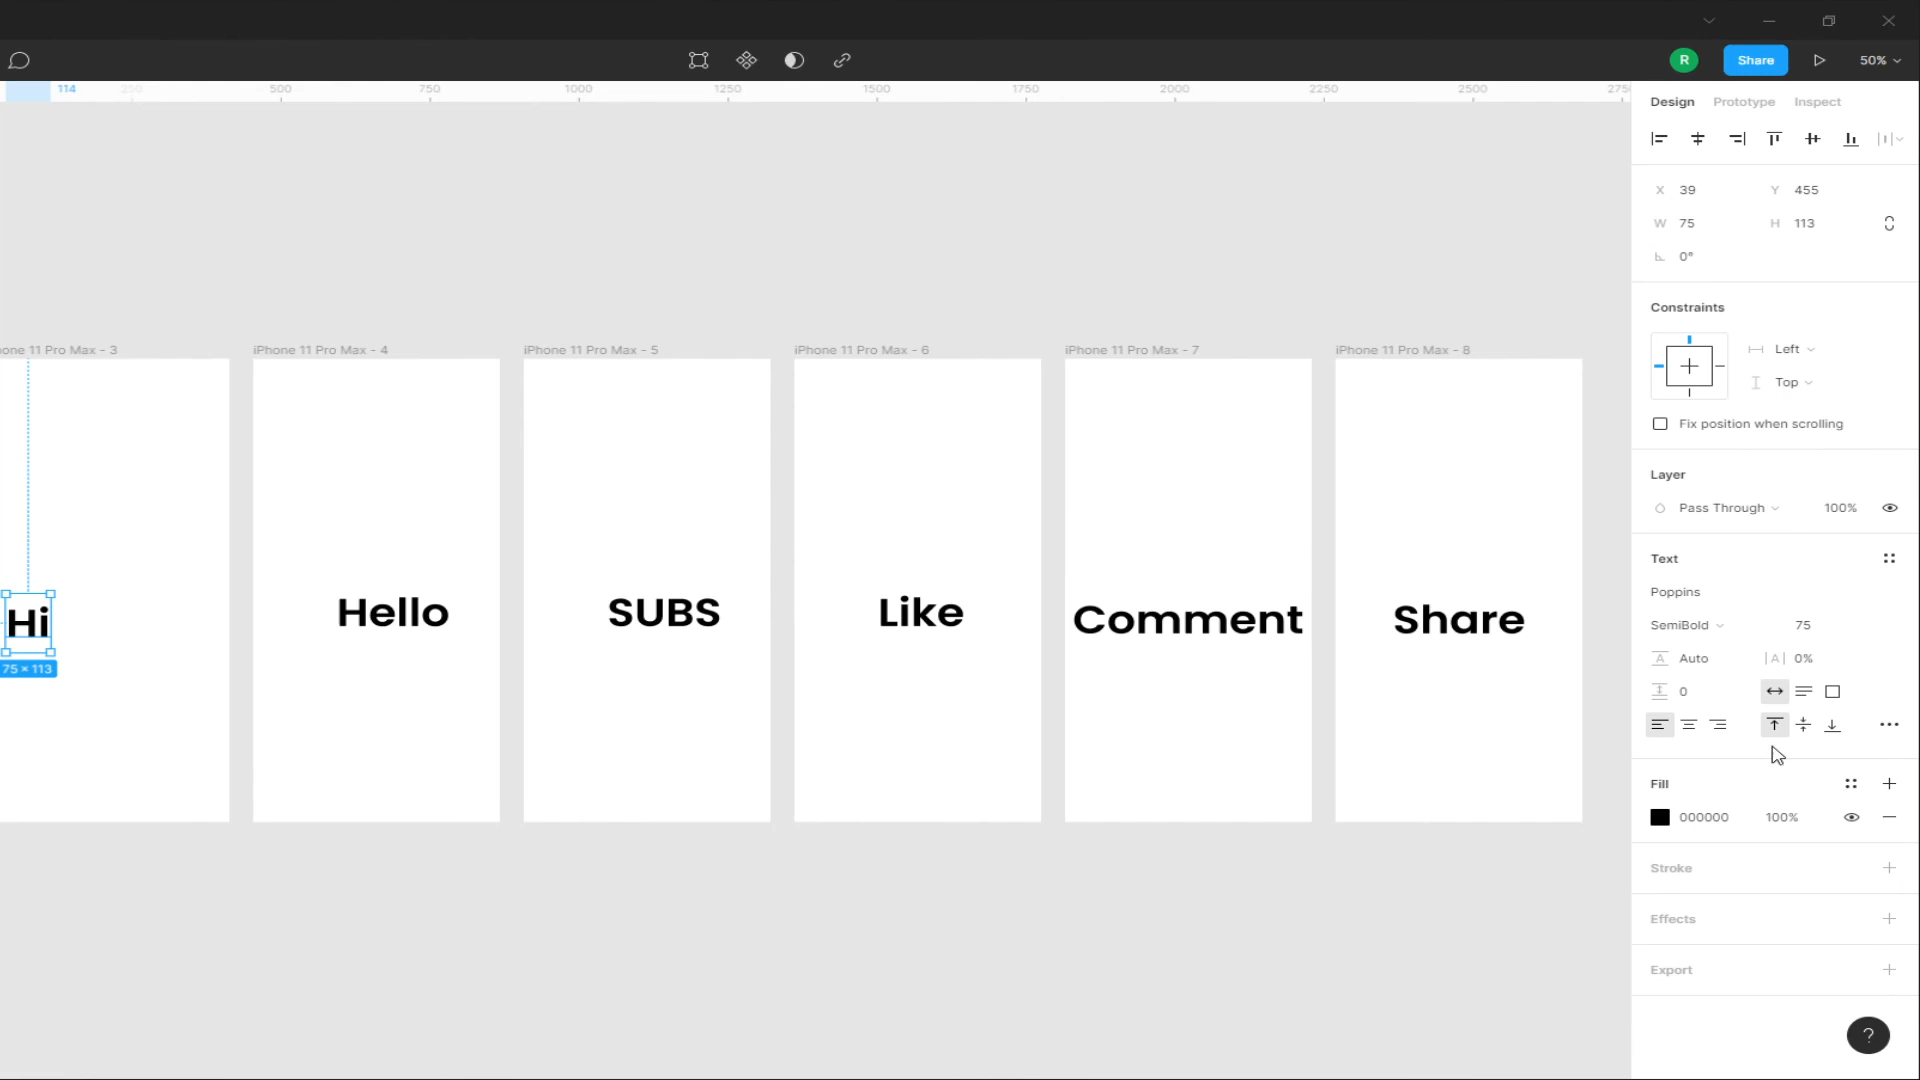 R
Share
50%
114
250
500
750
1000
1250
1500
1750
2000
2250
2500
Design Prototype Inspect
X 39 Y 455
W 75 H 113
0°
Constraints
Left
Top
Fix position when scrolling
Layer
Pass Through 100%
Text
Poppins
SemiBold 75
A Auto |A| 0%
0
Fill
000000 100%
Stroke
Effects
Export
?
one 11 Pro Max - 3
iPhone 11 Pro Max - 4
iPhone 11 Pro Max - 5
iPhone 11 Pro Max - 6
iPhone 11 Pro Max - 7
iPhone 11 Pro Max - 8
Hi
75 × 113
Hello
SUBS
Like
Comment
Share